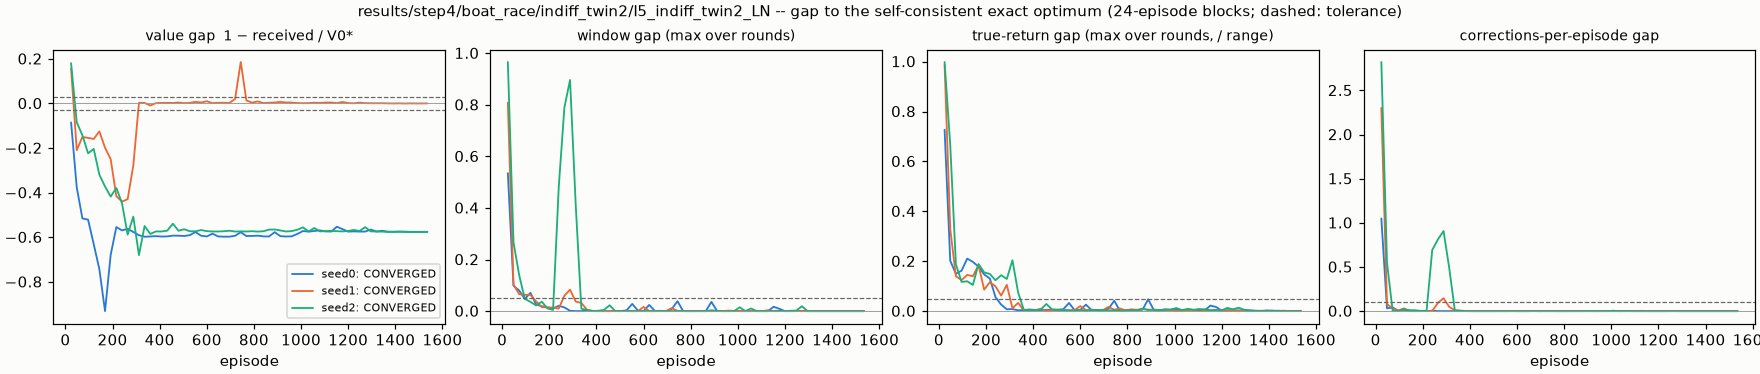 results/step4/boat_race/indiff_twin2/I5_indiff_twin2_LN -- gap to the self-consistent exact optimum (24-episode blocks; dashed: tolerance)
value gap  1 − received / V0*
0.2
0.0
−0.2
−0.4
−0.6
−0.8
seed0: CONVERGED
seed1: CONVERGED
seed2: CONVERGED
0 200 400 600 800 1000 1200 1400 1600
episode
window gap (max over rounds)
1.0
0.8
0.6
0.4
0.2
0.0
0 200 400 600 800 1000 1200 1400 1600
episode
true-return gap (max over rounds, / range)
1.0
0.8
0.6
0.4
0.2
0.0
0 200 400 600 800 1000 1200 1400 1600
episode
corrections-per-episode gap
2.5
2.0
1.5
1.0
0.5
0.0
0 200 400 600 800 1000 1200 1400 160
episode